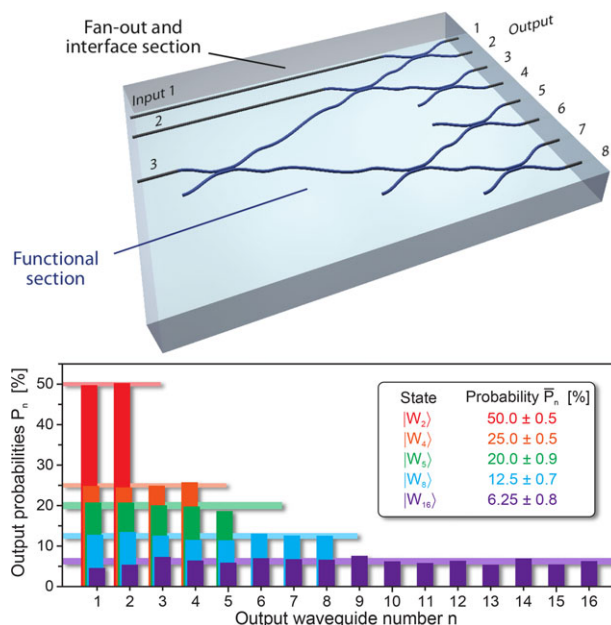 Fan-out and
interface section
Input 1
2
3
Output
1
2
3
4
5
6
7
8
Functional
section
Output probabilities Pₙ [%]
50
40
30
20
10
0
State Probability P̅ₙ [%]
|W₂⟩ 50.0 ± 0.5
|W₄⟩ 25.0 ± 0.5
|W₅⟩ 20.0 ± 0.9
|W₈⟩ 12.5 ± 0.7
|W₁₆⟩ 6.25 ± 0.8
1 2 3 4 5 6 7 8 9 10 11 12 13 14 15 16
Output waveguide number n